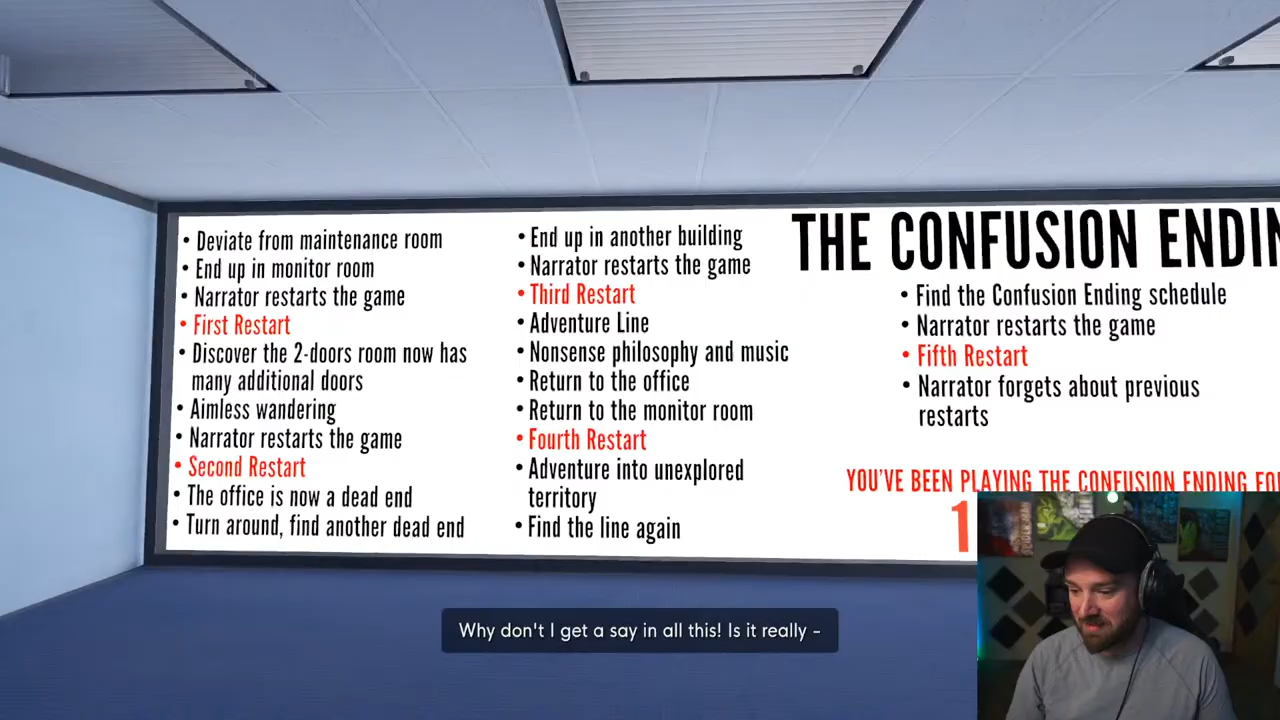 • Deviate from maintenance room
• End up in monitor room
• Narrator restarts the game
• First Restart
• Discover the 2-doors room now has
many additional doors
• Aimless wandering
• Narrator restarts the game
• Second Restart
• The office is now a dead end
• Turn around, find another dead end
• End up in another building
• Narrator restarts the game
• Third Restart
• Adventure Line
• Nonsense philosophy and music
• Return to the office
• Return to the monitor room
• Fourth Restart
• Adventure into unexplored
territory
• Find the line again
THE CONFUSION ENDIN
• Find the Confusion Ending schedule
• Narrator restarts the game
• Fifth Restart
• Narrator forgets about previous
restarts
YOU'VE BEEN PLAYING THE CONFUSION ENDING FO
1
Why don't I get a say in all this! Is it really -